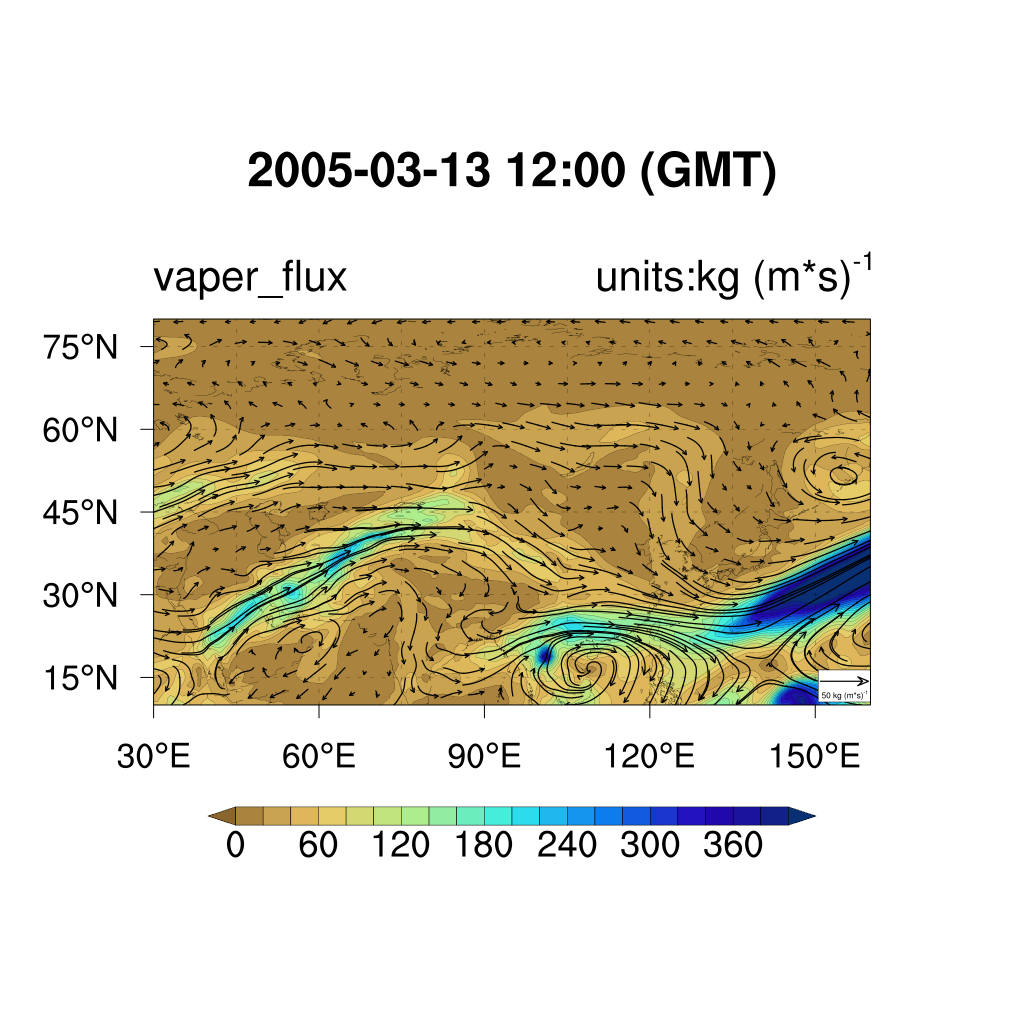 2005-03-13 12:00 (GMT)
vaper_flux units:kg (m*s)⁻¹
75°N
60°N
45°N
30°N
15°N
50 kg (m*s)⁻¹
30°E 60°E 90°E 120°E 150°E
0 60 120 180 240 300 360